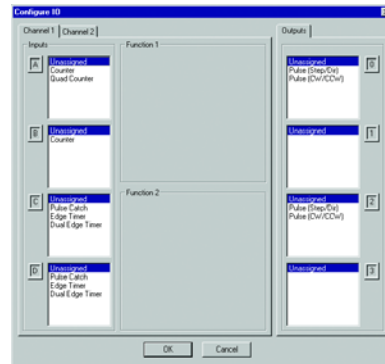 Configure IO
Channel 1 Channel 2
Inputs
A
Unassigned
Counter
Quad Counter
B
Unassigned
Counter
C
Unassigned
Pulse Catch
Edge Timer
Dual Edge Timer
D
Unassigned
Pulse Catch
Edge Timer
Dual Edge Timer
Function 1
Function 2
Outputs
Unassigned
Pulse (Step/Dir)
Pulse (CW/CCW)
0
Unassigned
1
Unassigned
Pulse (Step/Dir)
Pulse (CW/CCW)
2
Unassigned
3
OK Cancel